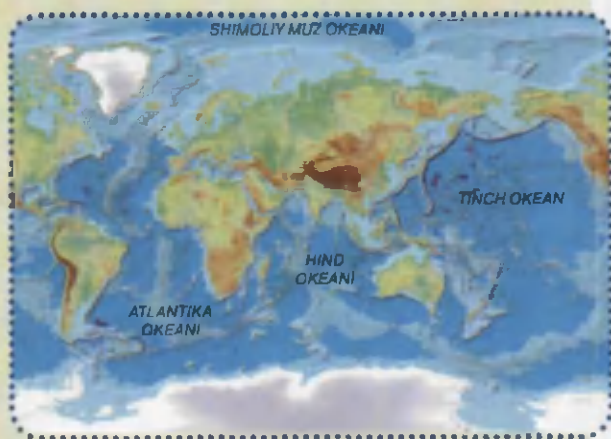 SHIMOLIY MUZ OKEANI
TINCH OKEAN
HIND
OKEANI
ATLANTIKA
OKEANI